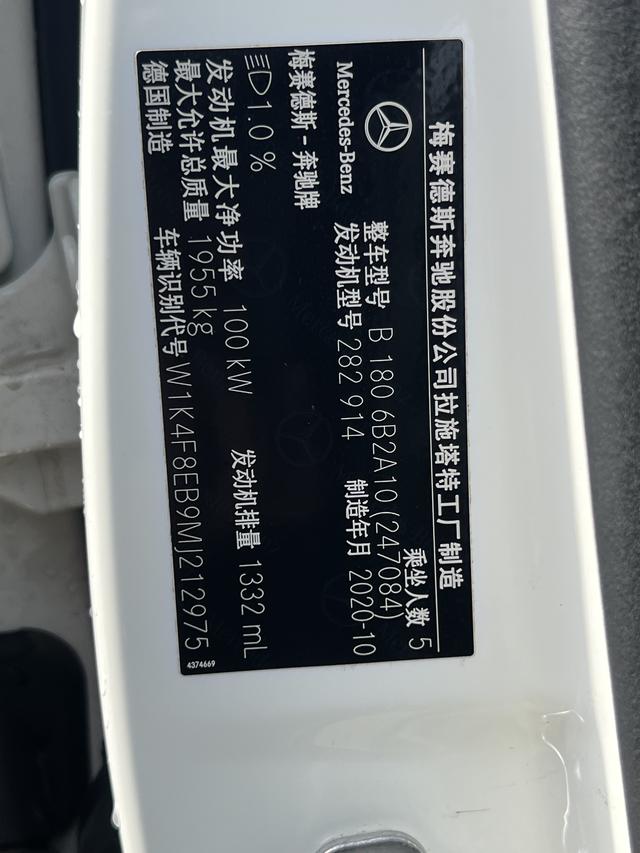 梅赛德斯奔驰股份公司拉施塔特工厂制造
乘坐人数 5
Mercedes-Benz
整车型号 B 180 6B2A10(247084)
发动机型号 282 914 制造年月 2020-10
梅赛德斯-奔驰牌
1.0 %
发动机最大净功率 100 kW 发动机排量 1332 mL
最大允许总质量 1955 kg
德国制造 车辆识别代号 W1K4F8EB9MJ212975
4374669